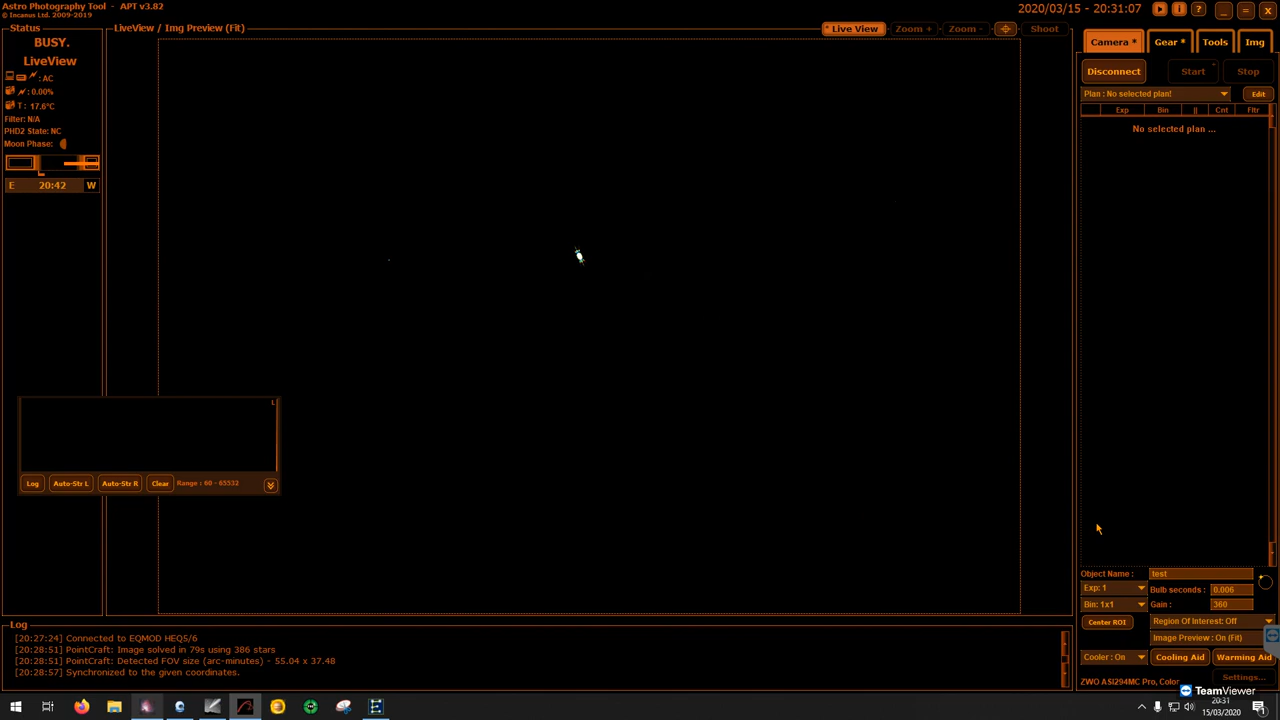 Astro Photography Tool - APT v3.82
© Incanus Ltd. 2009-2019
2020/03/15 - 20:31:07
i
?
_
=
x
Status
BUSY.
LiveView
: AC
: 0.00%
T : 17.6°C
Filter: N/A
PHD2 State: NC
Moon Phase:
E 20:42 W
LiveView / Img Preview (Fit)
* Live View
Zoom +
Zoom -
Shoot
Camera *
Gear *
Tools
Img
Disconnect
Start
Stop
Plan : No selected plan!
Edit
Exp Bin || Cnt Fltr
No selected plan ...
L
Log
Auto-Str L
Auto-Str R
Clear
Range : 60 - 65532
Object Name : test
Exp: 1
Bulb seconds : 0.006
Bin: 1x1
Gain : 360
Center ROI
Region Of Interest: Off
Image Preview : On (Fit)
Cooler : On
Cooling Aid
Warming Aid
ZWO ASI294MC Pro, Color
Settings...
Log
[20:27:24] Connected to EQMOD HEQ5/6
[20:28:51] PointCraft: Image solved in 79s using 386 stars
[20:28:51] PointCraft: Detected FOV size (arc-minutes) - 55.04 x 37.48
[20:28:57] Synchronized to the given coordinates.
TeamViewer
20:31
15/03/2020
1